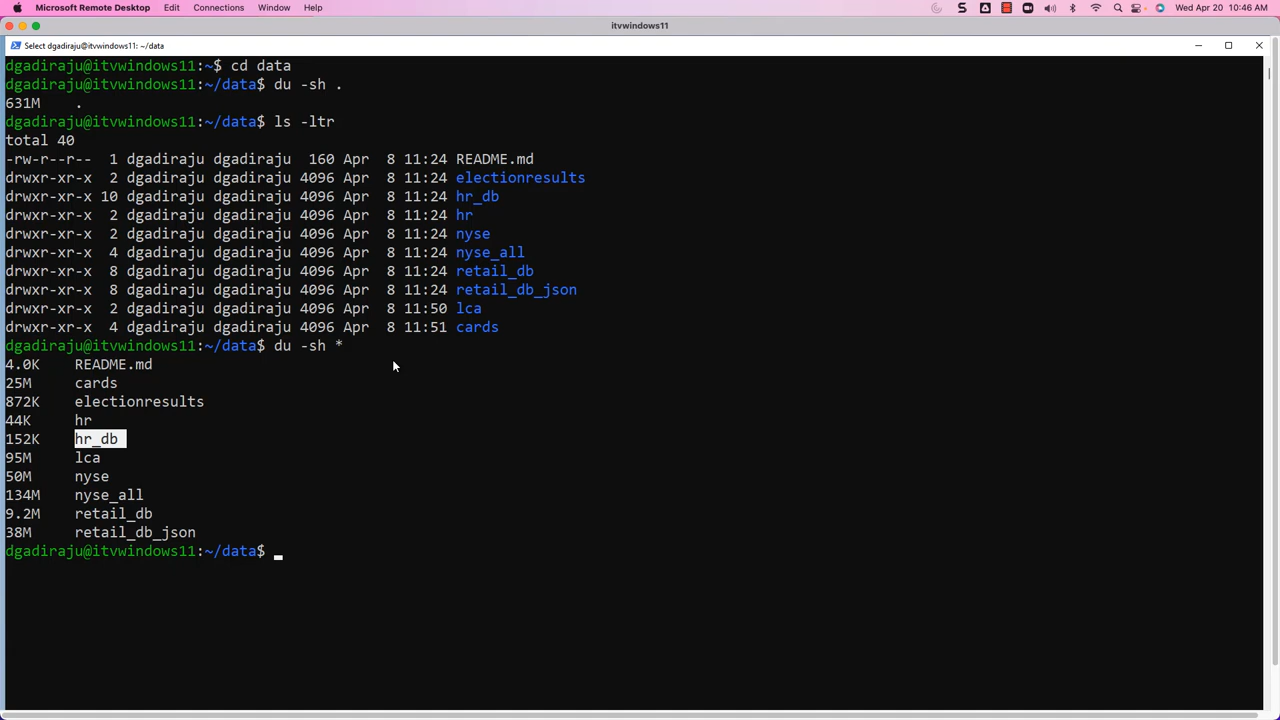 Microsoft Remote Desktop Edit Connections Window Help Wed Apr 20 10:46 AM
itvwindows11
Select dgadiraju@itvwindows11: ~/data
dgadiraju@itvwindows11:~$ cd data
dgadiraju@itvwindows11:~/data$ du -sh .
631M .
dgadiraju@itvwindows11:~/data$ ls -ltr
total 40
-rw-r--r-- 1 dgadiraju dgadiraju 160 Apr 8 11:24 README.md
drwxr-xr-x 2 dgadiraju dgadiraju 4096 Apr 8 11:24 electionresults
drwxr-xr-x 10 dgadiraju dgadiraju 4096 Apr 8 11:24 hr_db
drwxr-xr-x 2 dgadiraju dgadiraju 4096 Apr 8 11:24 hr
drwxr-xr-x 2 dgadiraju dgadiraju 4096 Apr 8 11:24 nyse
drwxr-xr-x 4 dgadiraju dgadiraju 4096 Apr 8 11:24 nyse_all
drwxr-xr-x 8 dgadiraju dgadiraju 4096 Apr 8 11:24 retail_db
drwxr-xr-x 8 dgadiraju dgadiraju 4096 Apr 8 11:24 retail_db_json
drwxr-xr-x 2 dgadiraju dgadiraju 4096 Apr 8 11:50 lca
drwxr-xr-x 4 dgadiraju dgadiraju 4096 Apr 8 11:51 cards
dgadiraju@itvwindows11:~/data$ du -sh *
4.0K README.md
25M cards
872K electionresults
44K hr
152K hr_db
95M lca
50M nyse
134M nyse_all
9.2M retail_db
38M retail_db_json
dgadiraju@itvwindows11:~/data$